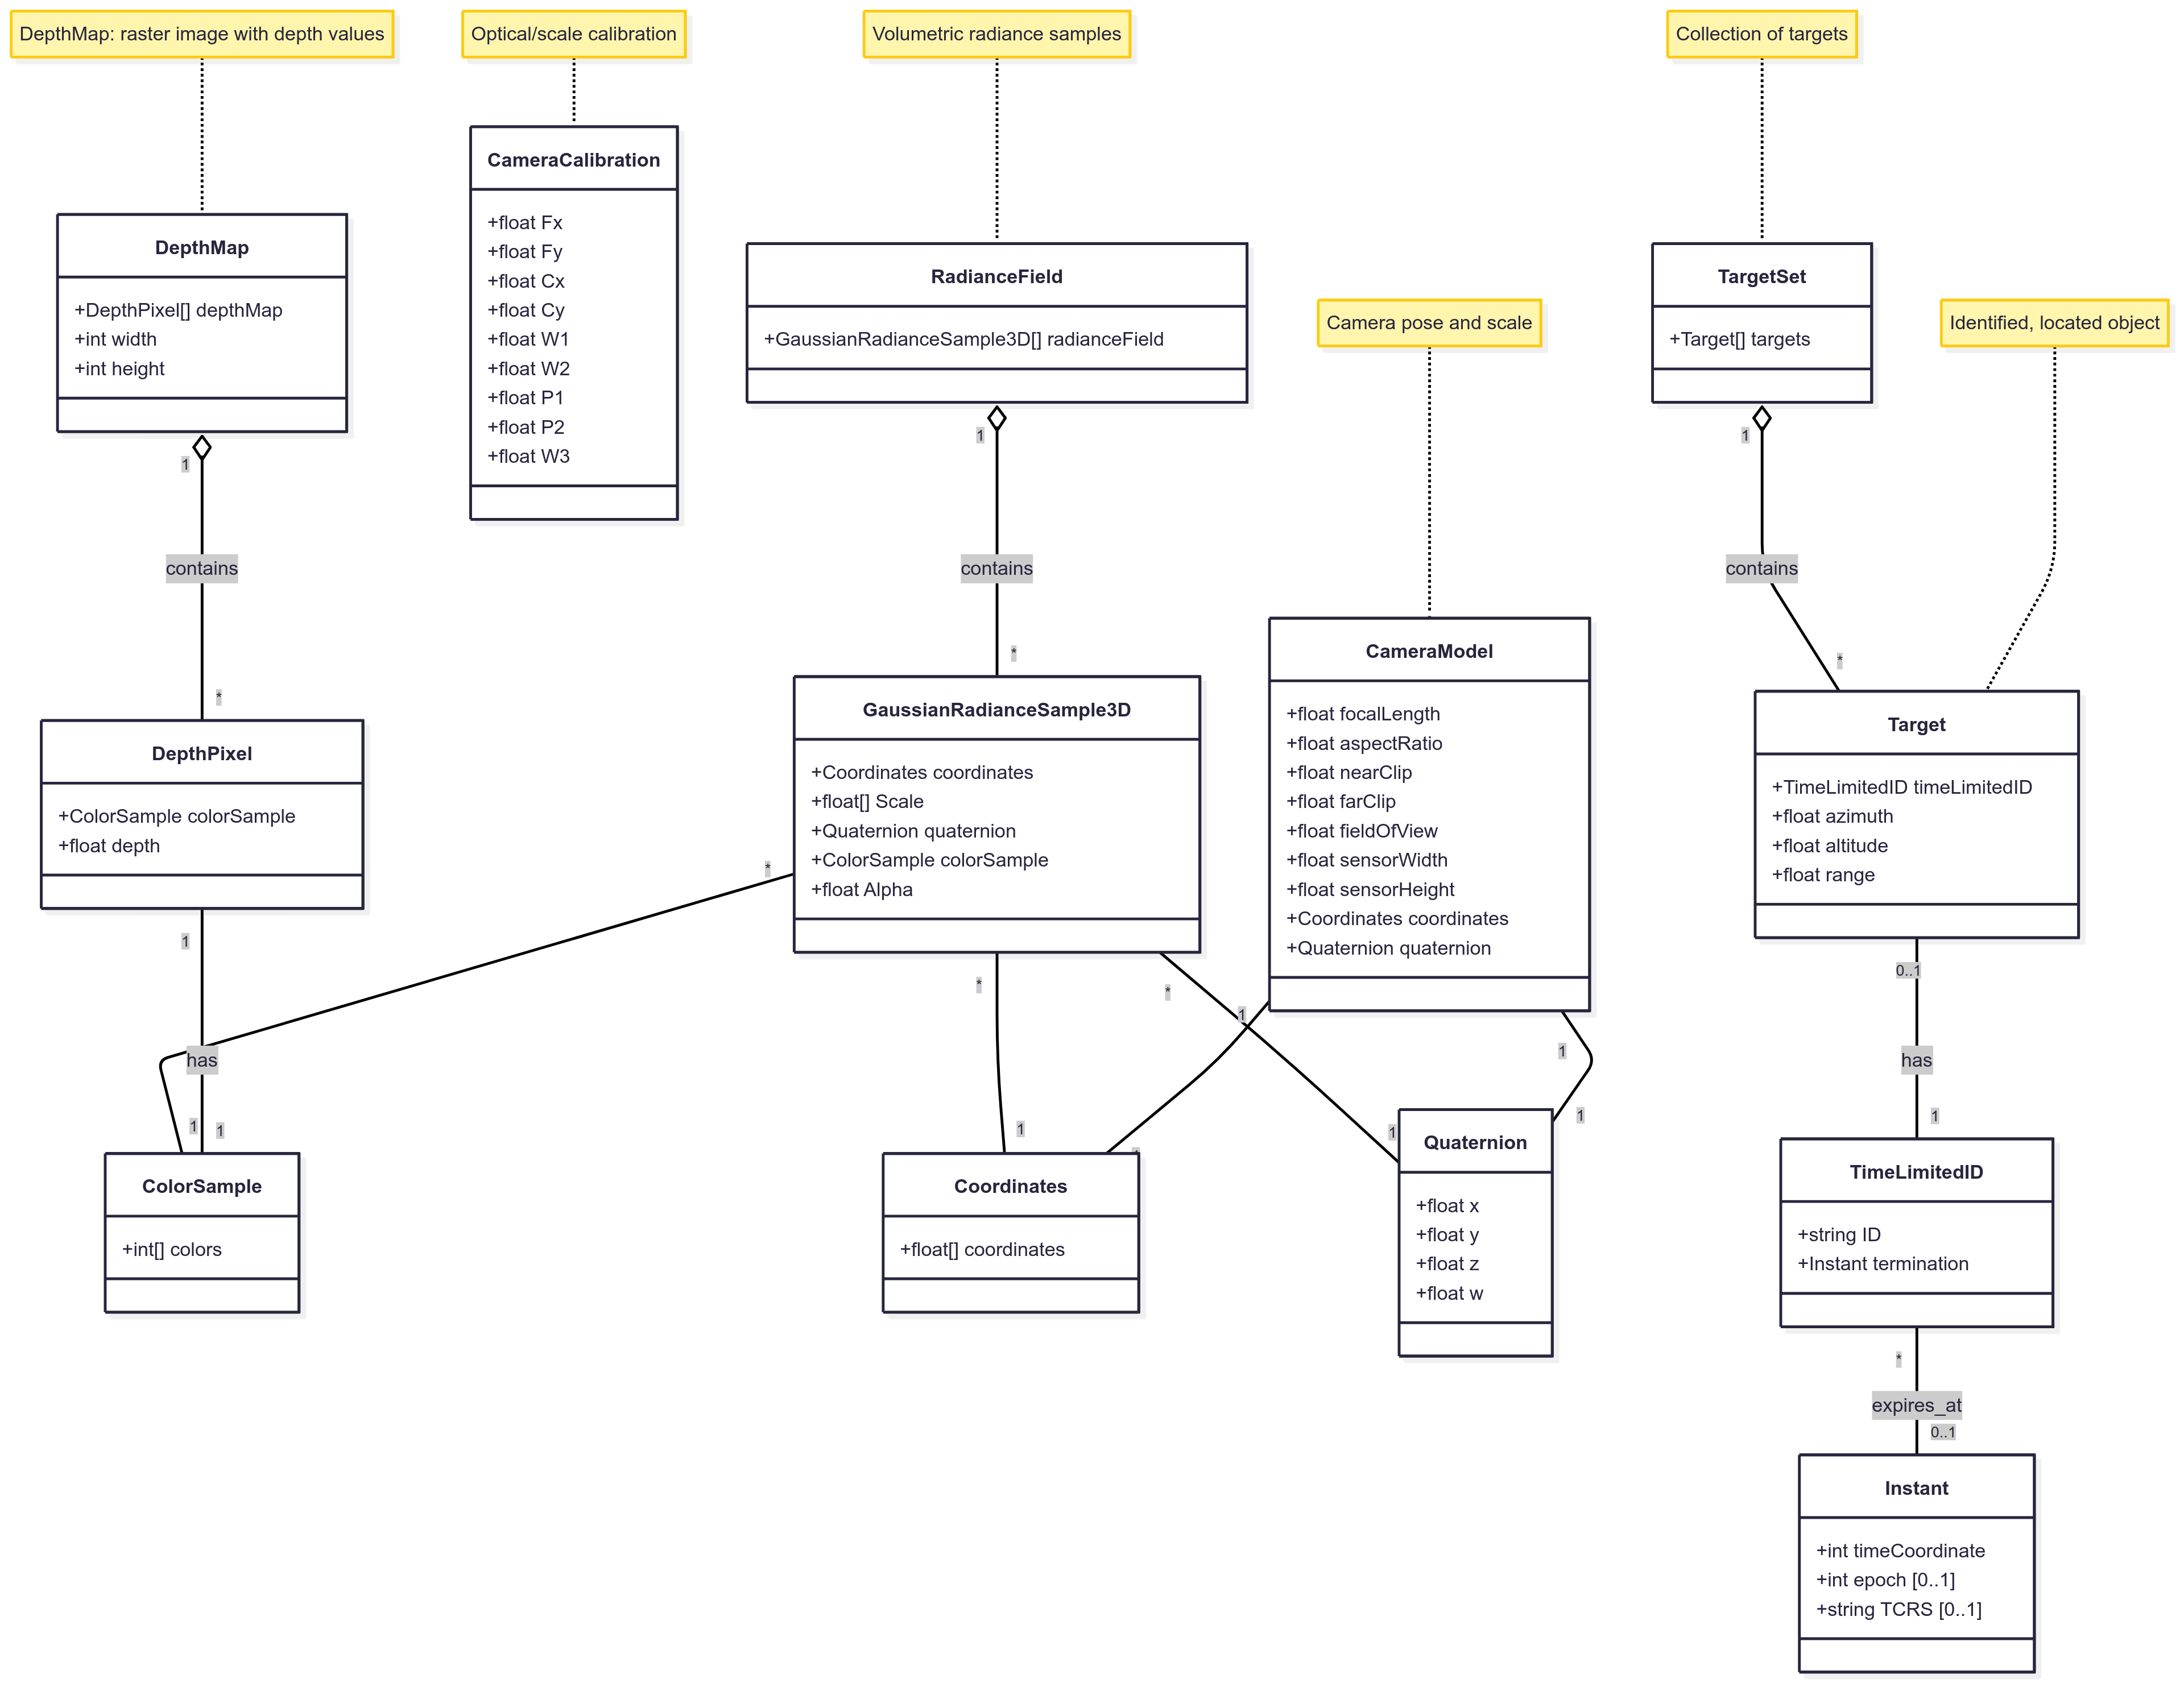 DepthMap: raster image with depth values
Optical/scale calibration
Volumetric radiance samples
Collection of targets
CameraCalibration
+float Fx
+float Fy
+float Cx
+float Cy
+float W1
+float W2
+float P1
+float P2
+float W3
DepthMap
+DepthPixel[] depthMap
+int width
+int height
RadianceField
+GaussianRadianceSample3D[] radianceField
Camera pose and scale
TargetSet
+Target[] targets
Identified, located object
1
contains
*
1
contains
*
1
contains
*
DepthPixel
+ColorSample colorSample
+float depth
GaussianRadianceSample3D
+Coordinates coordinates
+float[] Scale
+Quaternion quaternion
+ColorSample colorSample
+float Alpha
CameraModel
+float focalLength
+float aspectRatio
+float nearClip
+float farClip
+float fieldOfView
+float sensorWidth
+float sensorHeight
+Coordinates coordinates
+Quaternion quaternion
Target
+TimeLimitedID timeLimitedID
+float azimuth
+float altitude
+float range
1
has
1
*
1
*
1
*
1
1
1
1
0..1
has
1
ColorSample
+int[] colors
Coordinates
+float[] coordinates
Quaternion
+float x
+float y
+float z
+float w
TimeLimitedID
+string ID
+Instant termination
*
expires_at
0..1
Instant
+int timeCoordinate
+int epoch [0..1]
+string TCRS [0..1]